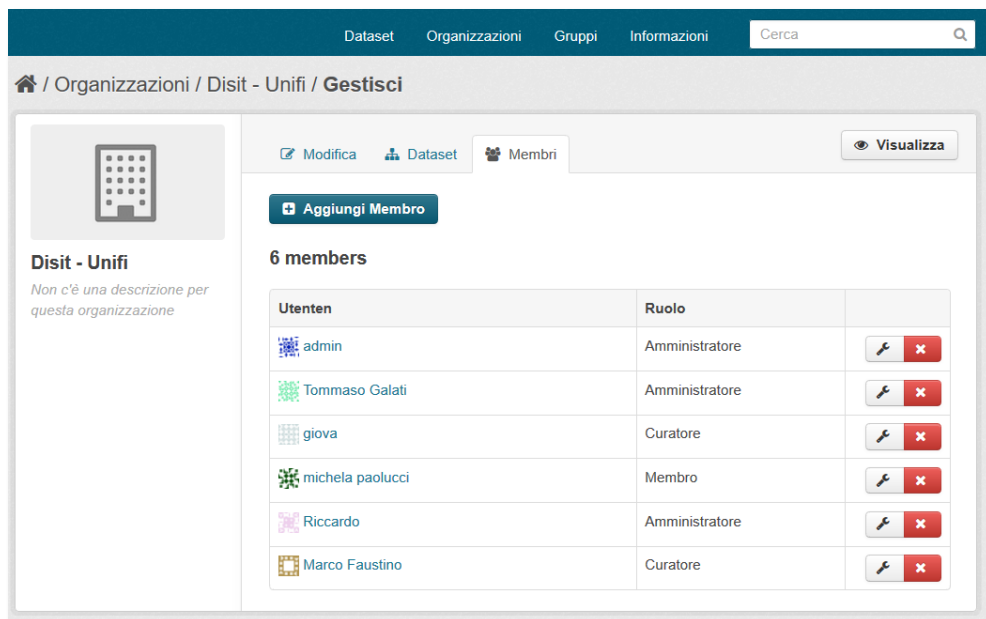 Dataset Organizzazioni Gruppi Informazioni Cerca
/ Organizzazioni / Disit - Unifi / Gestisci
Modifica Dataset Membri Visualizza
Aggiungi Membro
6 members
Disit - Unifi
Non c'è una descrizione per
questa organizzazione
Utenten Ruolo
admin Amministratore
Tommaso Galati Amministratore
giova Curatore
michela paolucci Membro
Riccardo Amministratore
Marco Faustino Curatore